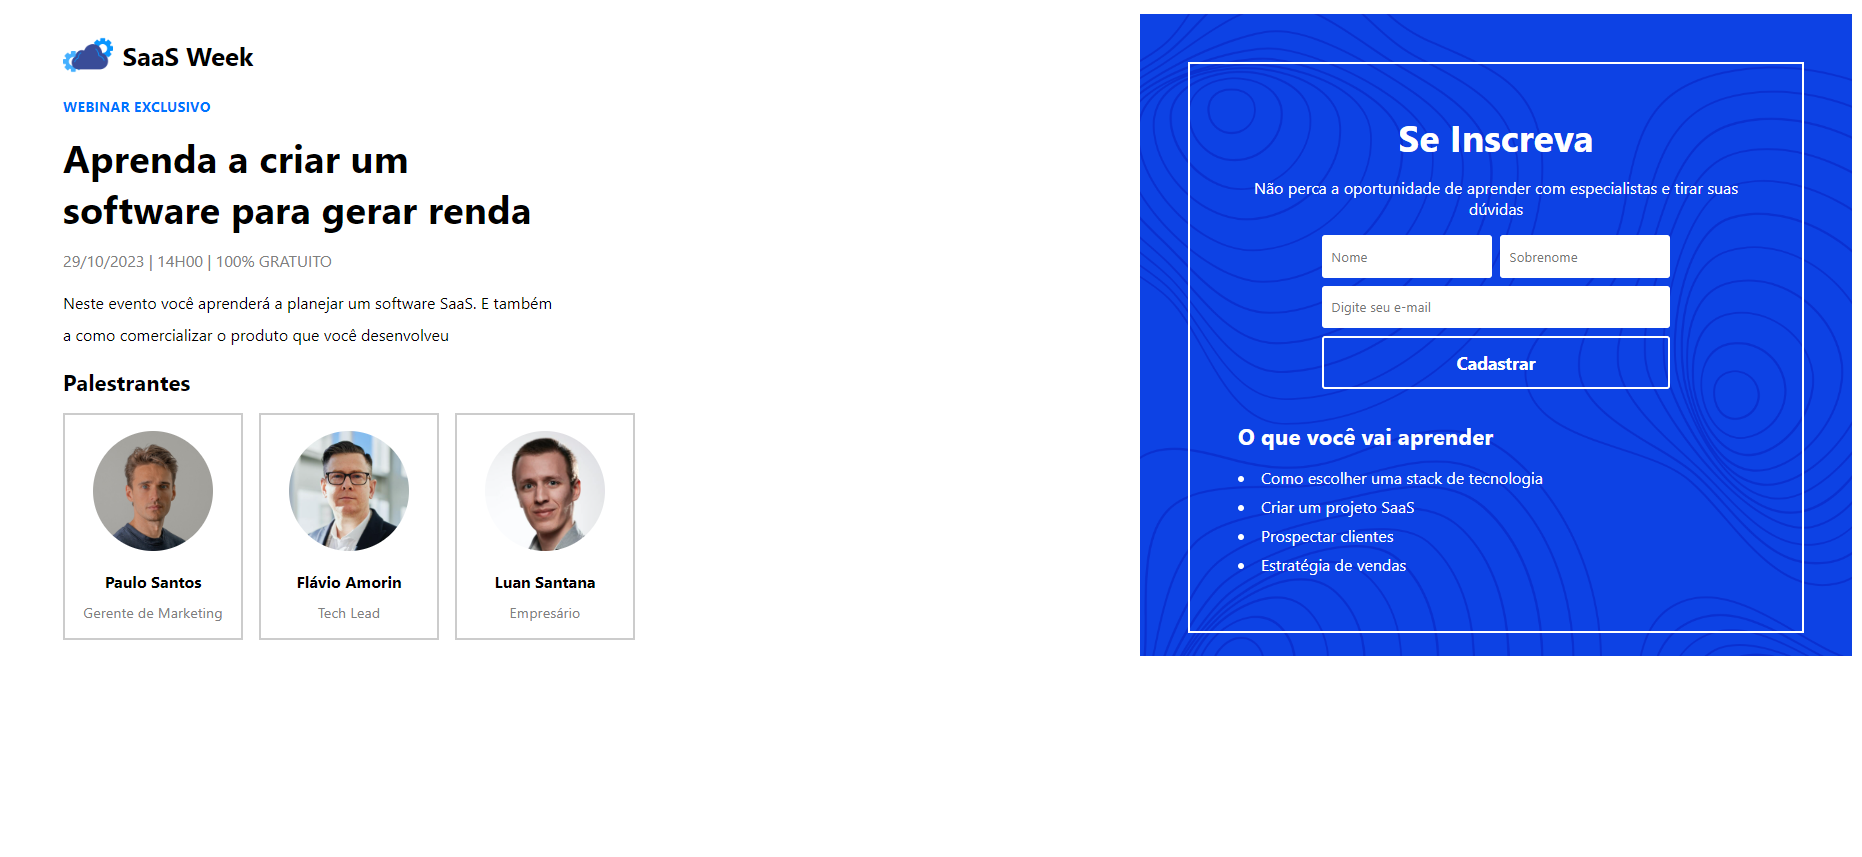 SaaS Week
WEBINAR EXCLUSIVO
Aprenda a criar um
software para gerar renda
29/10/2023 | 14H00 | 100% GRATUITO
Neste evento você aprenderá a planejar um software SaaS. E também
a como comercializar o produto que você desenvolveu
Palestrantes
Paulo Santos
Gerente de Marketing
Flávio Amorin
Tech Lead
Luan Santana
Empresário
Se Inscreva
Não perca a oportunidade de aprender com especialistas e tirar suas
dúvidas
Nome
Sobrenome
Digite seu e-mail
Cadastrar
O que você vai aprender
• Como escolher uma stack de tecnologia
• Criar um projeto SaaS
• Prospectar clientes
• Estratégia de vendas